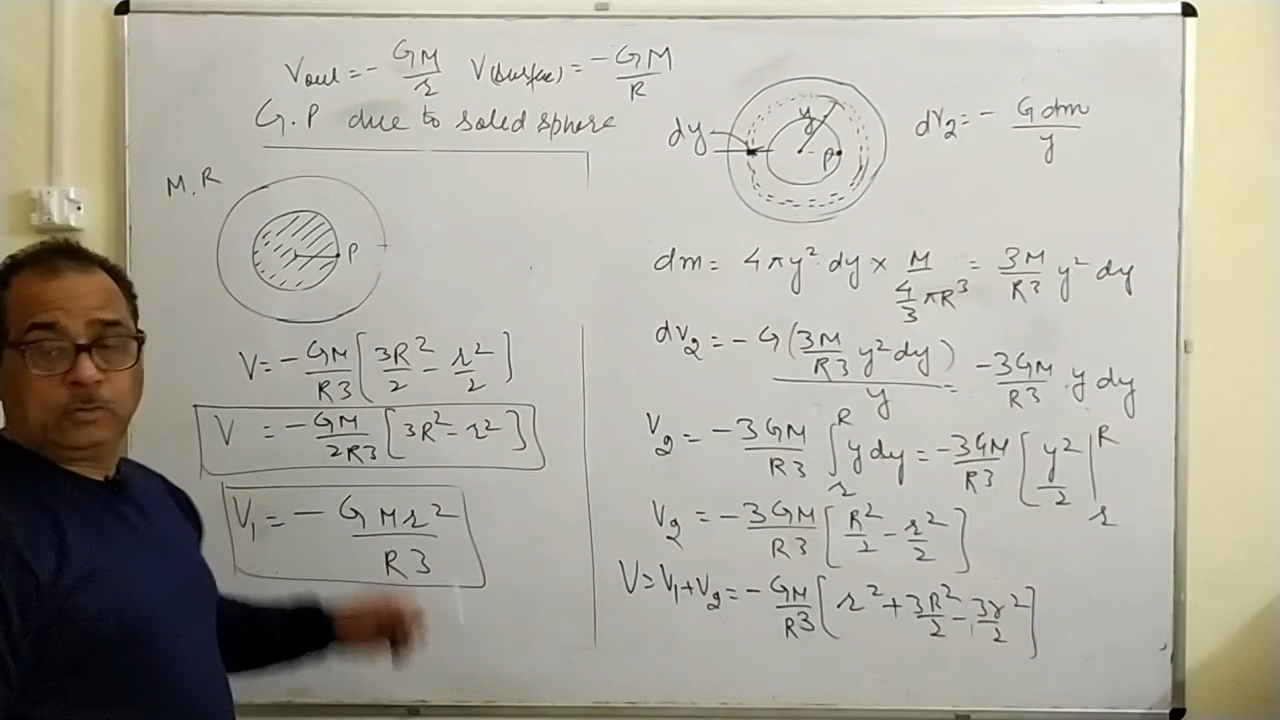 Vout = - GM/r V(surface) = - GM/R
G.P due to solid sphere
M.R
P
V = - GM/R3 [3R²/2 - r²/2]
V = - GM/2R3 [3R² - r²]
V₁ = - GMr²/R3
dy y P
dV₂ = - G dm/y
dm = 4πy² dy × M/(4/3 πR³) = 3M/R3 y² dy
dV₂ = - G(3M/R3 y² dy)/y = -3GM/R3 . y dy
V₂ = -3GM/R3 ∫ᵣᴿ y dy = -3GM/R3 [y²/2|ᵣᴿ
V₂ = -3GM/R3 [R²/2 - r²/2]
V = V₁ + V₂ = - GM/R3 [r² + 3R²/2 - 3r²/2]